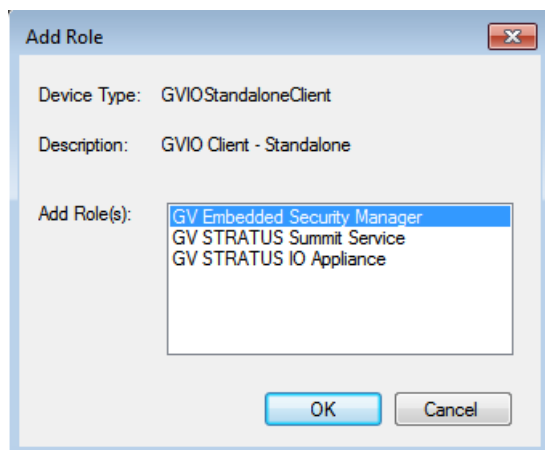 Add Role
Device Type: GVIOStandaloneClient
Description: GVIO Client - Standalone
Add Role(s): GV Embedded Security Manager
GV STRATUS Summit Service
GV STRATUS IO Appliance
OK Cancel